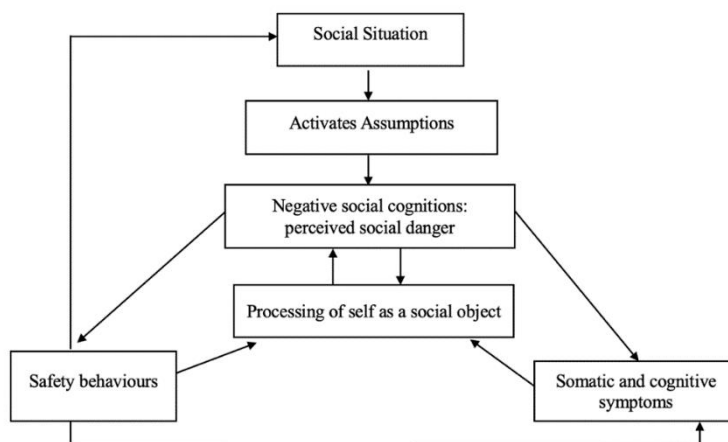 Social Situation
Activates Assumptions
Negative social cognitions:
perceived social danger
Processing of self as a social object
Safety behaviours
Somatic and cognitive
symptoms